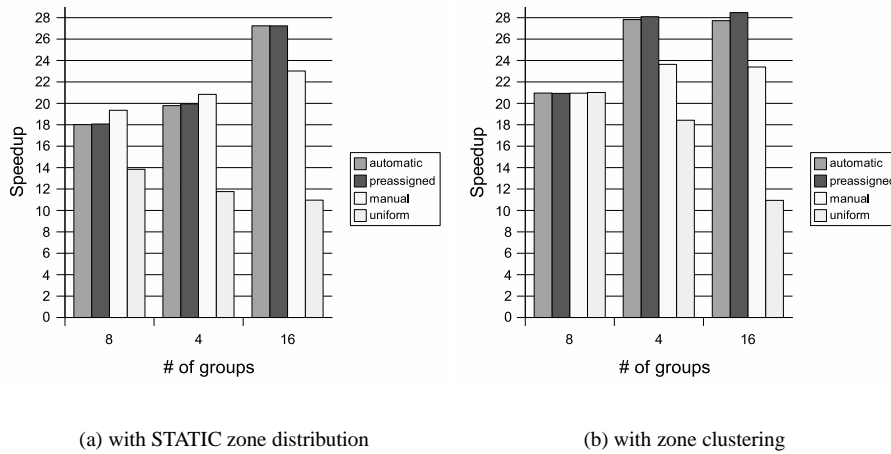 28
26
24
22
20
18
16
14
12
10
8
6
4
2
0
Speedup
8 4 16
# of groups
automatic
preassigned
manual
uniform
(a) with STATIC zone distribution
28
26
24
22
20
18
16
14
12
10
8
6
4
2
0
Speedup
8 4 16
# of groups
automatic
preassigned
manual
uniform
(b) with zone clustering